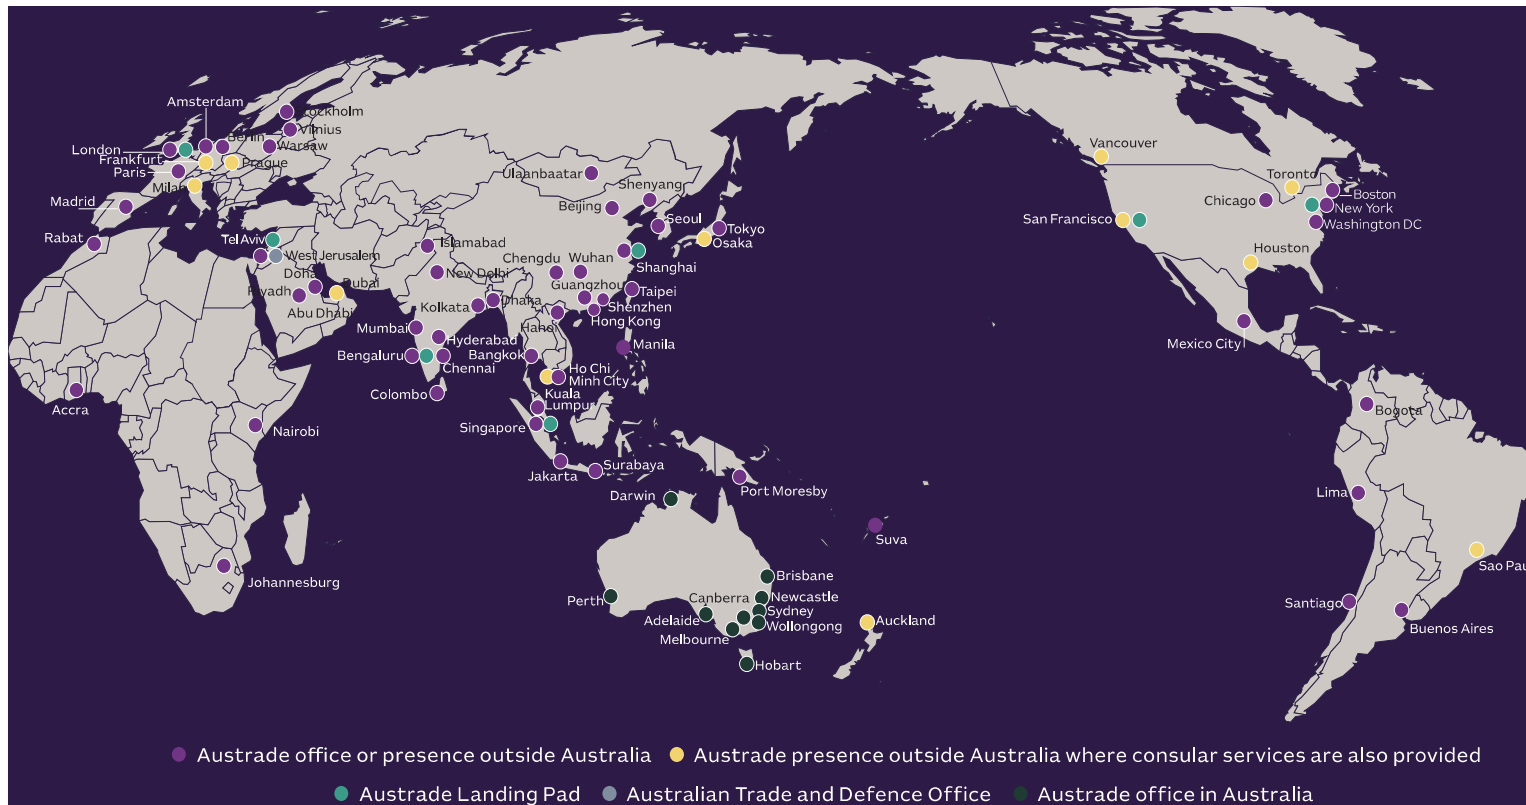 Amsterdam
Stockholm
Vilnius
Berlin
London
Warsaw
Frankfurt
Prague
Paris
Milan
Madrid
Rabat
Tel Aviv
West Jerusalem
Doha
Dubai
Riyadh
Abu Dhabi
Accra
Nairobi
Johannesburg
Islamabad
New Delhi
Kolkata
Dhaka
Mumbai
Hyderabad
Bengaluru
Chennai
Colombo
Ulaanbaatar
Shenyang
Beijing
Seoul
Tokyo
Osaka
Chengdu
Wuhan
Shanghai
Guangzhou
Taipei
Shenzhen
Hong Kong
Hanoi
Manila
Bangkok
Ho Chi
Minh City
Kuala
Lumpur
Singapore
Jakarta
Surabaya
Port Moresby
Darwin
Suva
Brisbane
Perth
Canberra
Newcastle
Sydney
Adelaide
Wollongong
Melbourne
Auckland
Hobart
Vancouver
Toronto
Chicago
Boston
New York
San Francisco
Washington DC
Houston
Mexico City
Bogota
Lima
Sao Pau
Santiago
Buenos Aires
Austrade office or presence outside Australia
Austrade presence outside Australia where consular services are also provided
Austrade Landing Pad
Australian Trade and Defence Office
Austrade office in Australia